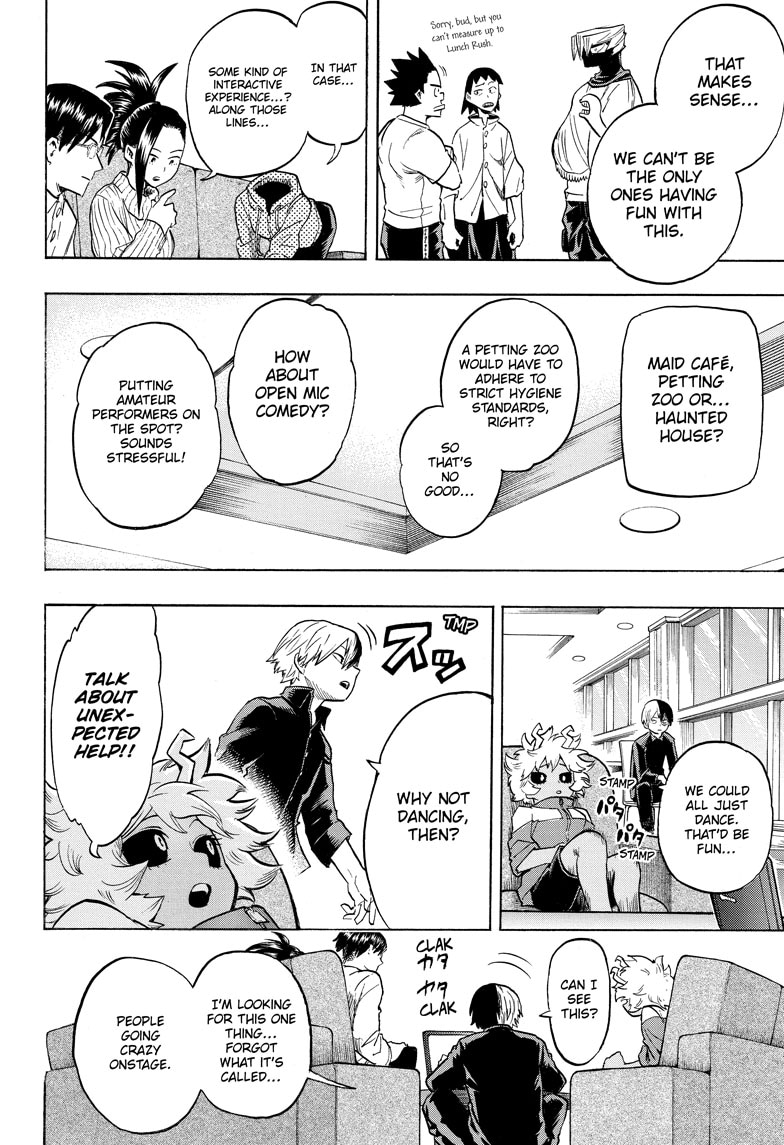 THAT
MAKES
SENSE...
WE CAN'T BE
THE ONLY
ONES HAVING
FUN WITH
THIS.
Sorry, bud, but you
can't measure up to
Lunch Rush.
IN THAT
CASE...
SOME KIND OF
INTERACTIVE
EXPERIENCE...?
ALONG THOSE
LINES...
MAID CAFÉ,
PETTING
ZOO OR...
HAUNTED
HOUSE?
A PETTING ZOO
WOULD HAVE TO
ADHERE TO
STRICT HYGIENE
STANDARDS,
RIGHT?
SO
THAT'S
NO
GOOD...
HOW
ABOUT
OPEN MIC
COMEDY?
PUTTING
AMATEUR
PERFORMERS ON
THE SPOT?
SOUNDS
STRESSFUL!
WE COULD
ALL JUST
DANCE.
THAT'D BE
FUN...
STAMP
パタ
パタ
STAMP
TMP
スッ
WHY NOT
DANCING,
THEN?
TALK
ABOUT
UNEX-
PECTED
HELP!!
CAN I
SEE
THIS?
CLAK
カタ
カタ
CLAK
I'M LOOKING
FOR THIS ONE
THING...
FORGOT
WHAT IT'S
CALLED...
PEOPLE
GOING
CRAZY
ONSTAGE.